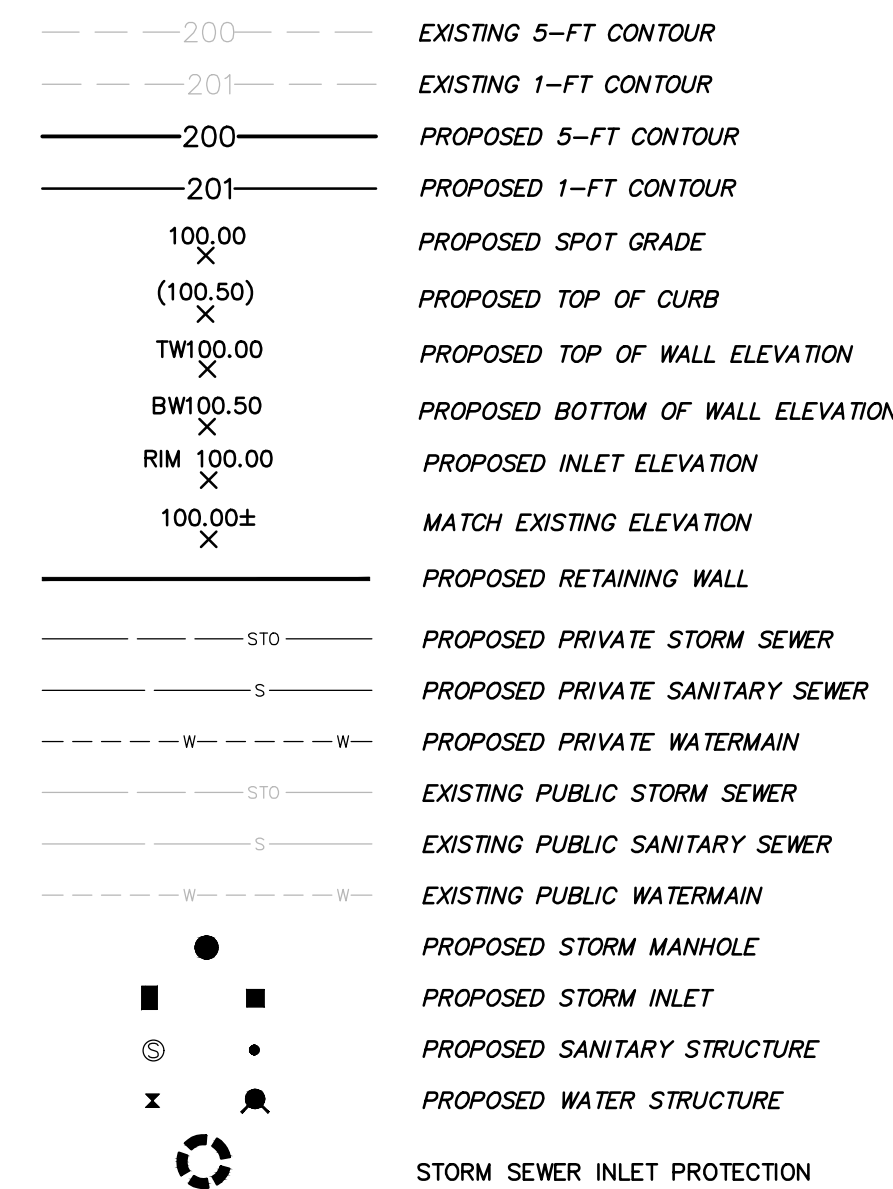 200 EXISTING 5-FT CONTOUR
201 EXISTING 1-FT CONTOUR
200 PROPOSED 5-FT CONTOUR
201 PROPOSED 1-FT CONTOUR
100.00 PROPOSED SPOT GRADE
(100.50) PROPOSED TOP OF CURB
TW100.00 PROPOSED TOP OF WALL ELEVATION
BW100.50 PROPOSED BOTTOM OF WALL ELEVATION
RIM 100.00 PROPOSED INLET ELEVATION
100.00± MATCH EXISTING ELEVATION
PROPOSED RETAINING WALL
STO PROPOSED PRIVATE STORM SEWER
S PROPOSED PRIVATE SANITARY SEWER
W W PROPOSED PRIVATE WATERMAIN
STO EXISTING PUBLIC STORM SEWER
S EXISTING PUBLIC SANITARY SEWER
W W EXISTING PUBLIC WATERMAIN
PROPOSED STORM MANHOLE
PROPOSED STORM INLET
S PROPOSED SANITARY STRUCTURE
PROPOSED WATER STRUCTURE
STORM SEWER INLET PROTECTION